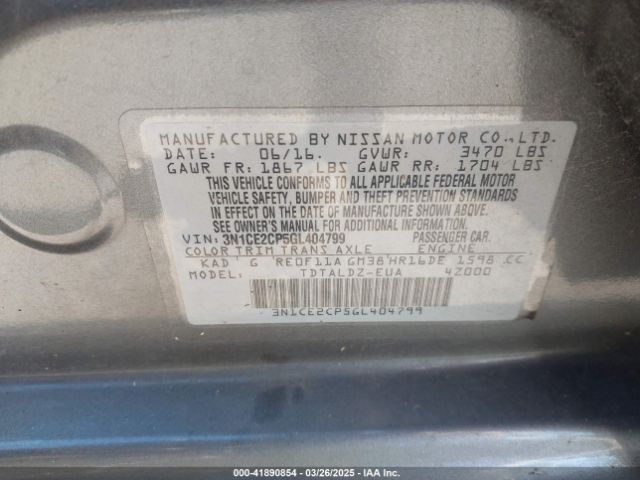 MANUFACTURED BY NISSAN MOTOR CO., LTD.
DATE: 06/16. GVWR: 3470 LBS
GAWR FR: 1867 LBS GAWR RR: 1704 LBS
THIS VEHICLE CONFORMS TO ALL APPLICABLE FEDERAL MOTOR
VEHICLE SAFETY, BUMPER AND THEFT PREVENTION STANDARDS
IN EFFECT ON THE DATE OF MANUFACTURE SHOWN ABOVE.
SEE OWNER'S MANUAL FOR ADDITIONAL INFORMATION.
VIN: 3N1CE2CP5GL404799 PASSENGER CAR.
COLOR TRIM TRANS AXLE ENGINE
KAD G RE0F11A GM38 HR16DE 1598 CC
MODEL: TDTALDZ-EUA 4Z000
3N1CE2CP5GL404799
000-41890854 | 03/26/2025 | IAA Inc.